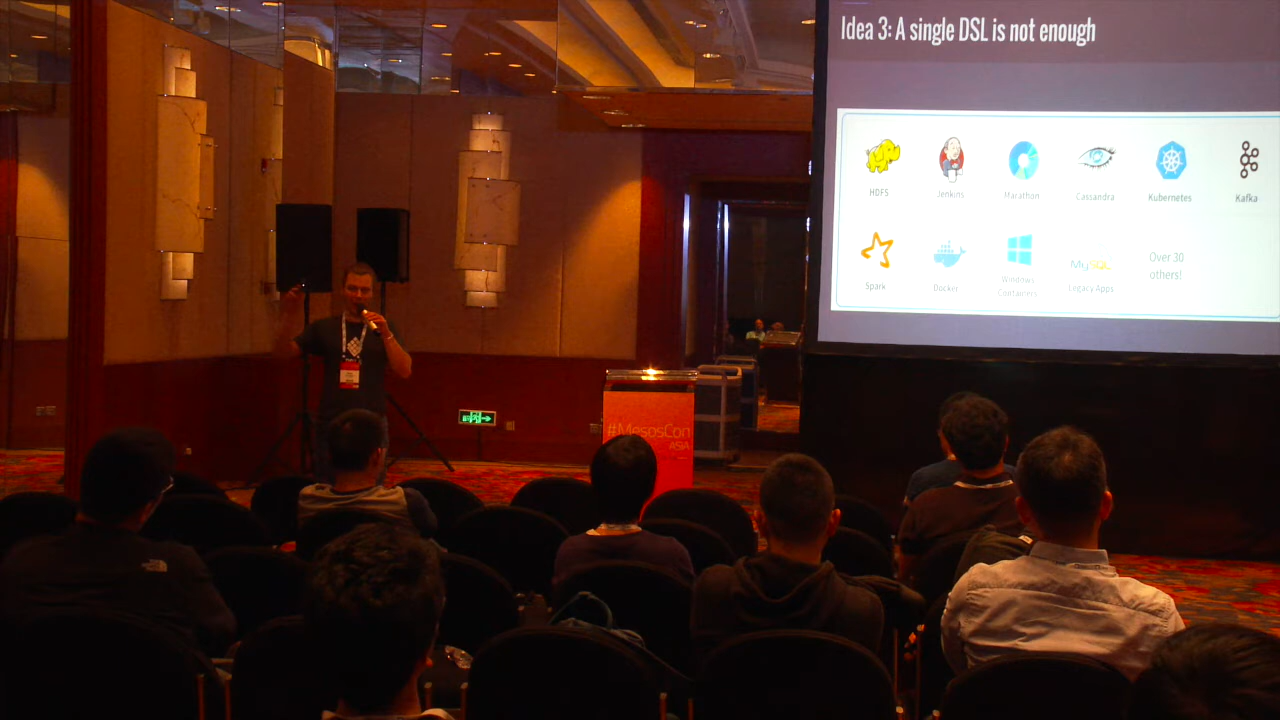 Idea 3: A single DSL is not enough
HDFS
Jenkins
Marathon
Cassandra
Kubernetes
Kafka
Spark
Docker
Windows
Containers
MySQL
Legacy Apps
Over 30
others!
#MesosCon
ASIA